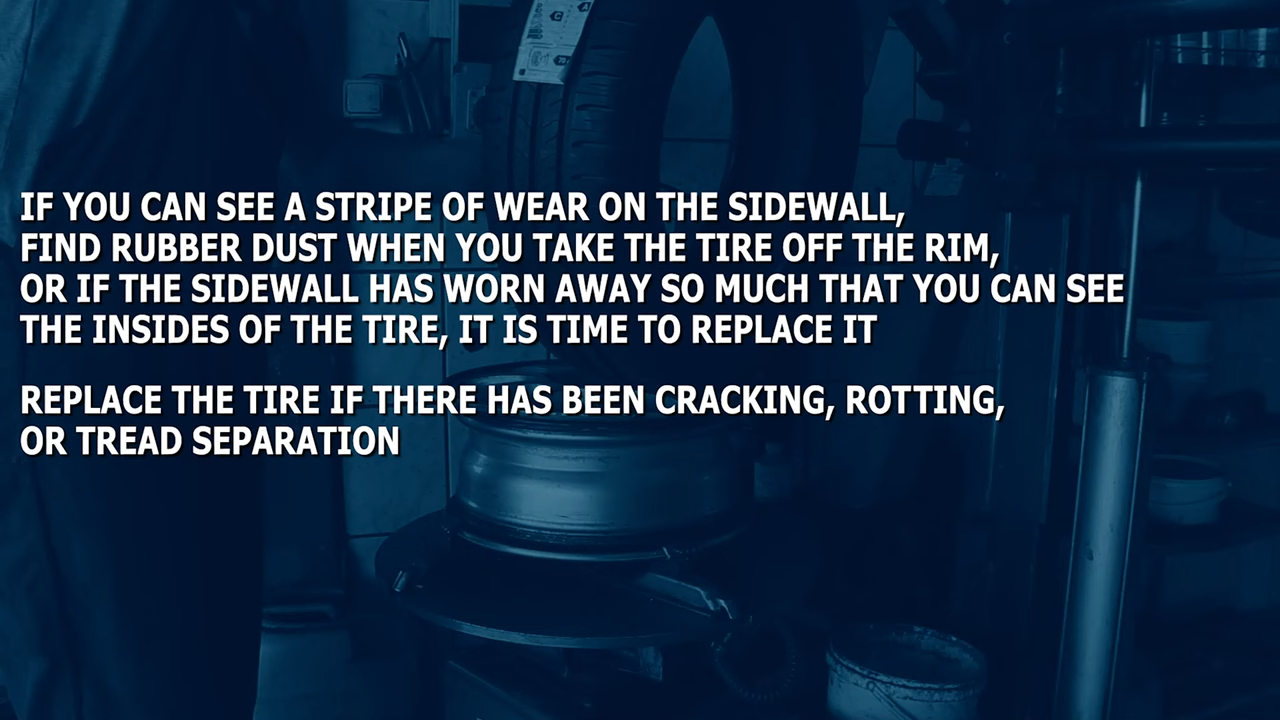 IF YOU CAN SEE A STRIPE OF WEAR ON THE SIDEWALL,
FIND RUBBER DUST WHEN YOU TAKE THE TIRE OFF THE RIM,
OR IF THE SIDEWALL HAS WORN AWAY SO MUCH THAT YOU CAN SEE
THE INSIDES OF THE TIRE, IT IS TIME TO REPLACE IT
REPLACE THE TIRE IF THERE HAS BEEN CRACKING, ROTTING,
OR TREAD SEPARATION